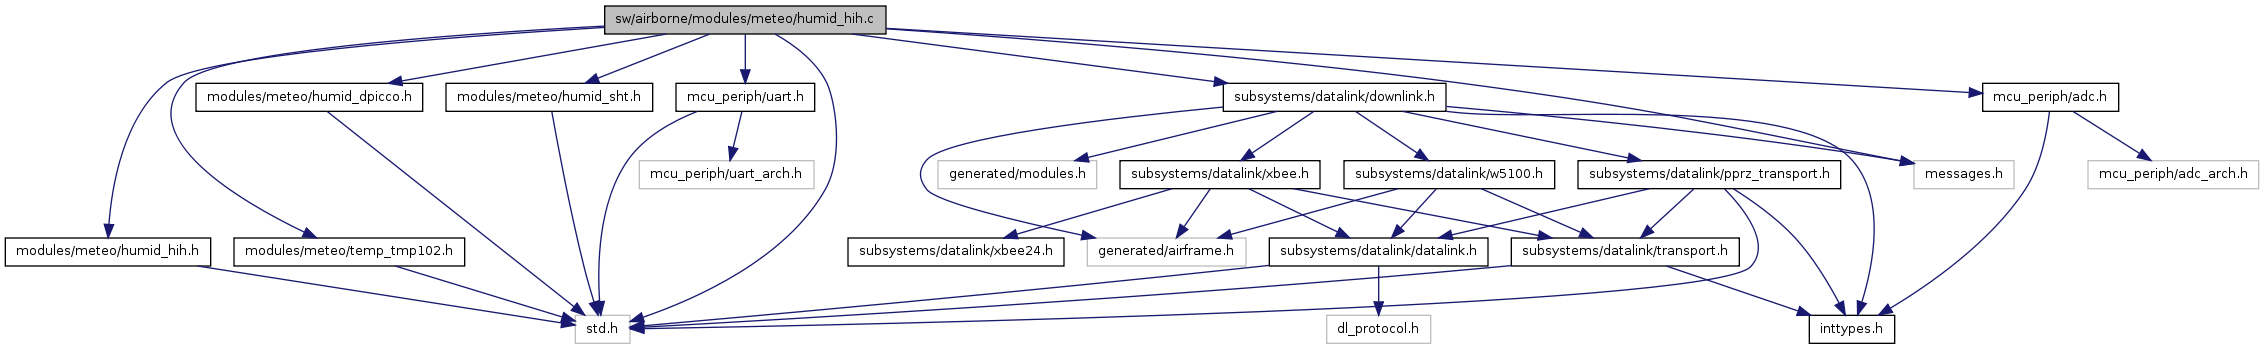 sw/airborne/modules/meteo/humid_hih.c
modules/meteo/humid_dpicco.h
modules/meteo/humid_sht.h
mcu_periph/uart.h
subsystems/datalink/downlink.h
mcu_periph/adc.h
mcu_periph/uart_arch.h
generated/modules.h
subsystems/datalink/xbee.h
subsystems/datalink/w5100.h
subsystems/datalink/pprz_transport.h
messages.h
mcu_periph/adc_arch.h
modules/meteo/humid_hih.h
modules/meteo/temp_tmp102.h
subsystems/datalink/xbee24.h
generated/airframe.h
subsystems/datalink/datalink.h
subsystems/datalink/transport.h
std.h
dl_protocol.h
inttypes.h